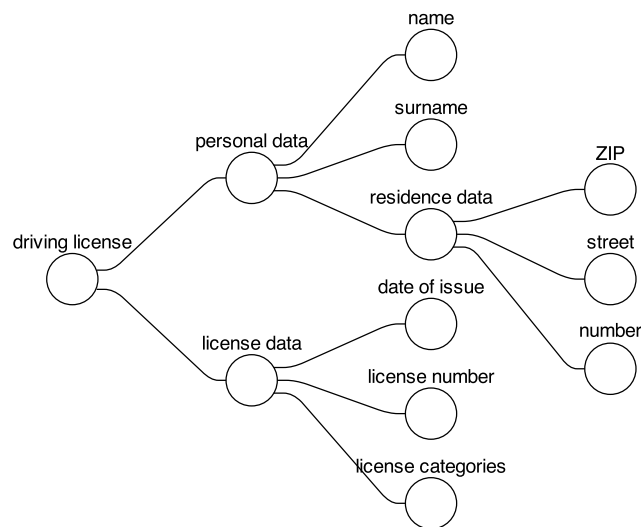 name
surname
personal data
ZIP
residence data
driving license
street
date of issue
number
license data
license number
license categories